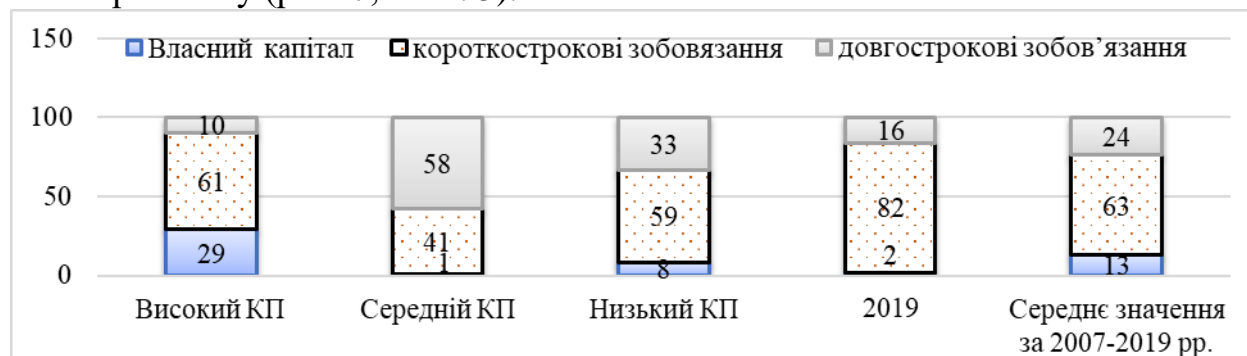 150
Власний капітал короткострокові зобовязання довгострокові зобов’язання
100
10 58 33 16 24
61 41 59 82 63
50
29 1 8 2 13
0
Високий КП Середній КП Низький КП 2019 Середнє значення
за 2007-2019 рр.